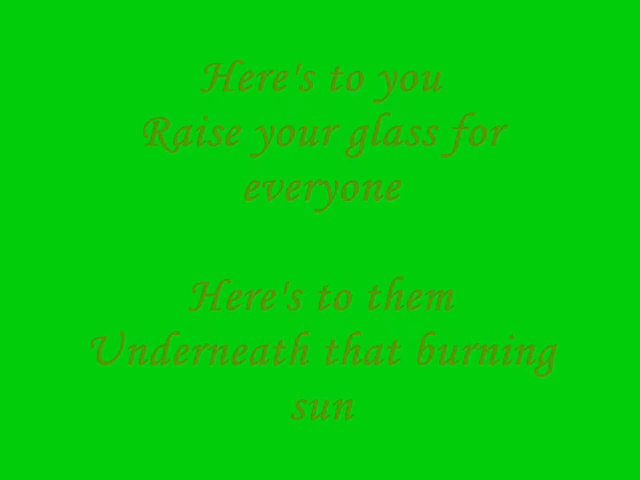 Here's to you
Raise your glass for
everyone
Here's to them
Underneath that burning
sun